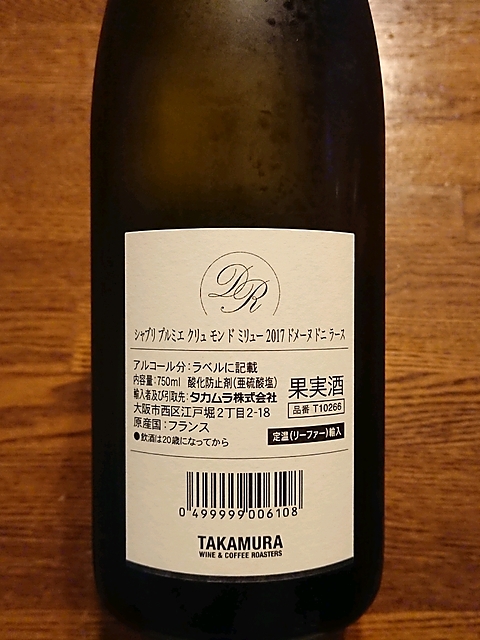 DR
シャブリ プルミエ クリュ モン ド ミリュー 2017 ドメーヌ ドニ ラース
アルコール分：ラベルに記載
内容量：750ml 酸化防止剤(亜硫酸塩)
輸入者及び引取先：タカムラ株式会社
大阪市西区江戸堀2丁目2-18
原産国：フランス
●飲酒は20歳になってから
果実酒
品番 T10266
定温(リーファー)輸入
0 499999 006108
TAKAMURA
WINE & COFFEE ROASTERS